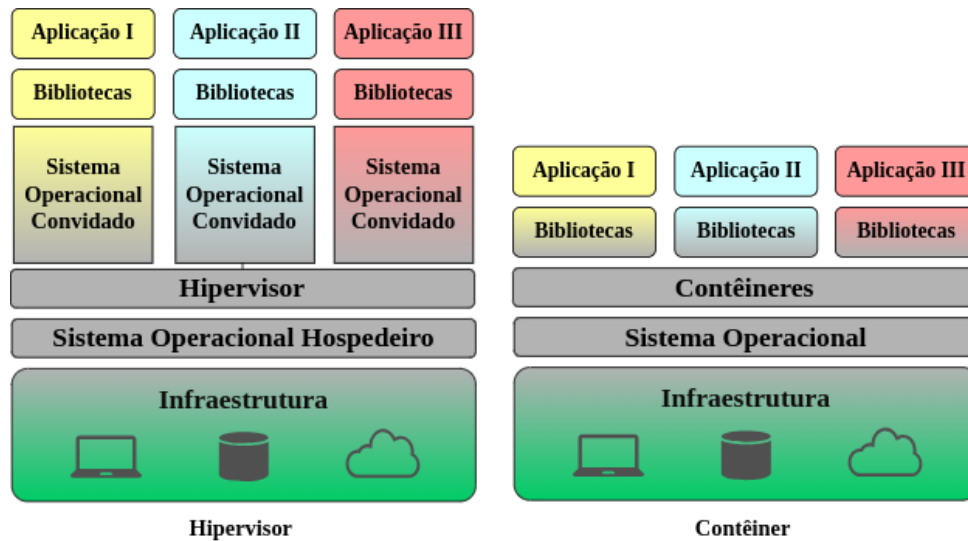 Aplicação I
Aplicação II
Aplicação III
Bibliotecas
Bibliotecas
Bibliotecas
Sistema
Operacional
Convidado
Sistema
Operacional
Convidado
Sistema
Operacional
Convidado
Hipervisor
Sistema Operacional Hospedeiro
Infraestrutura
Hipervisor
Aplicação I
Aplicação II
Aplicação III
Bibliotecas
Bibliotecas
Bibliotecas
Contêineres
Sistema Operacional
Infraestrutura
Contêiner